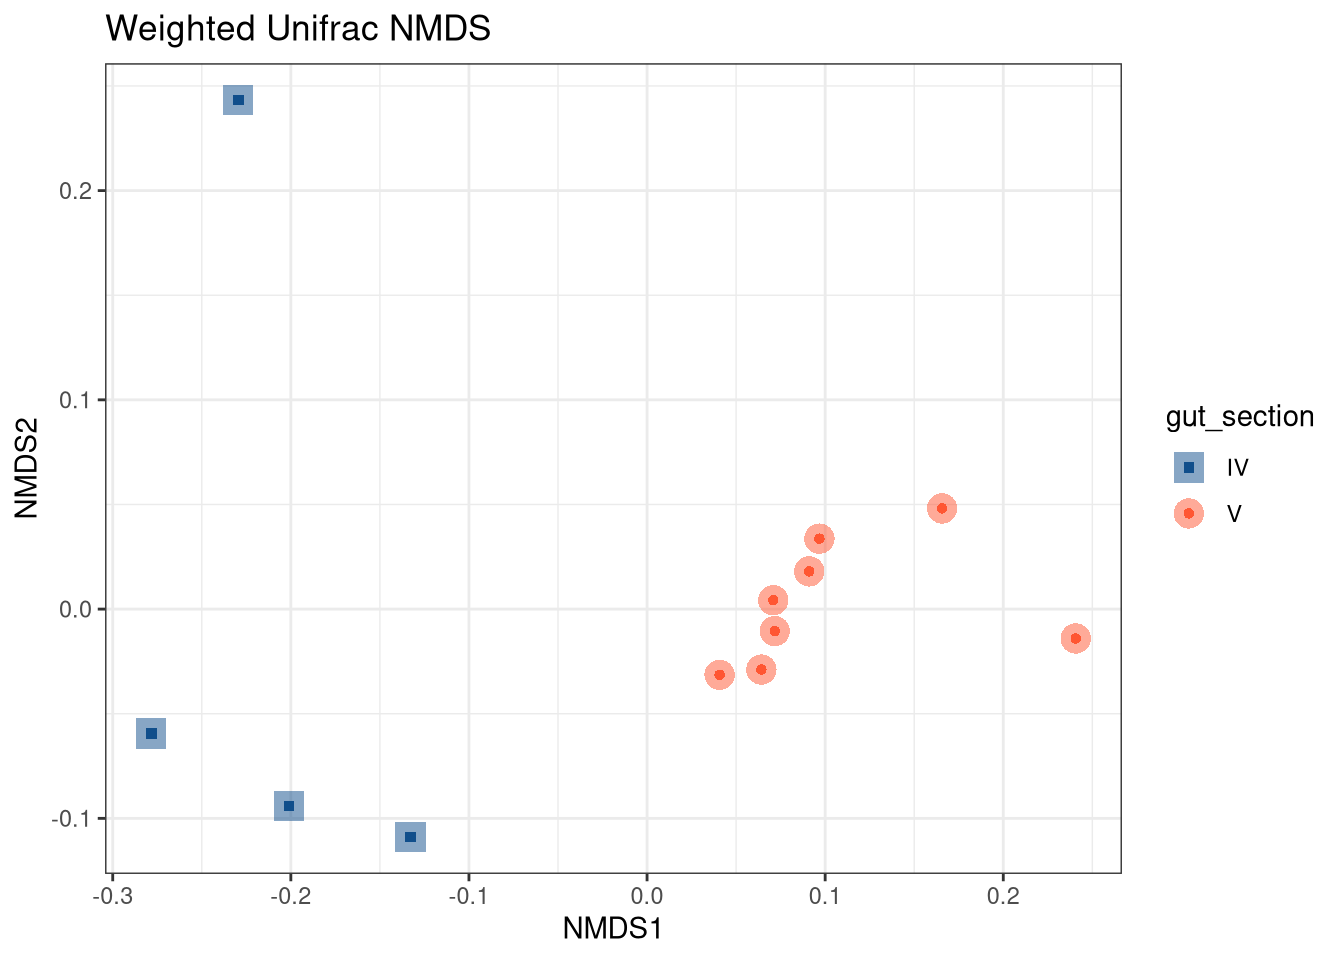 Weighted Unifrac NMDS
0.2
0.1
0.0
-0.1
NMDS2
-0.3 -0.2 -0.1 0.0 0.1 0.2
NMDS1
gut_section
IV
V